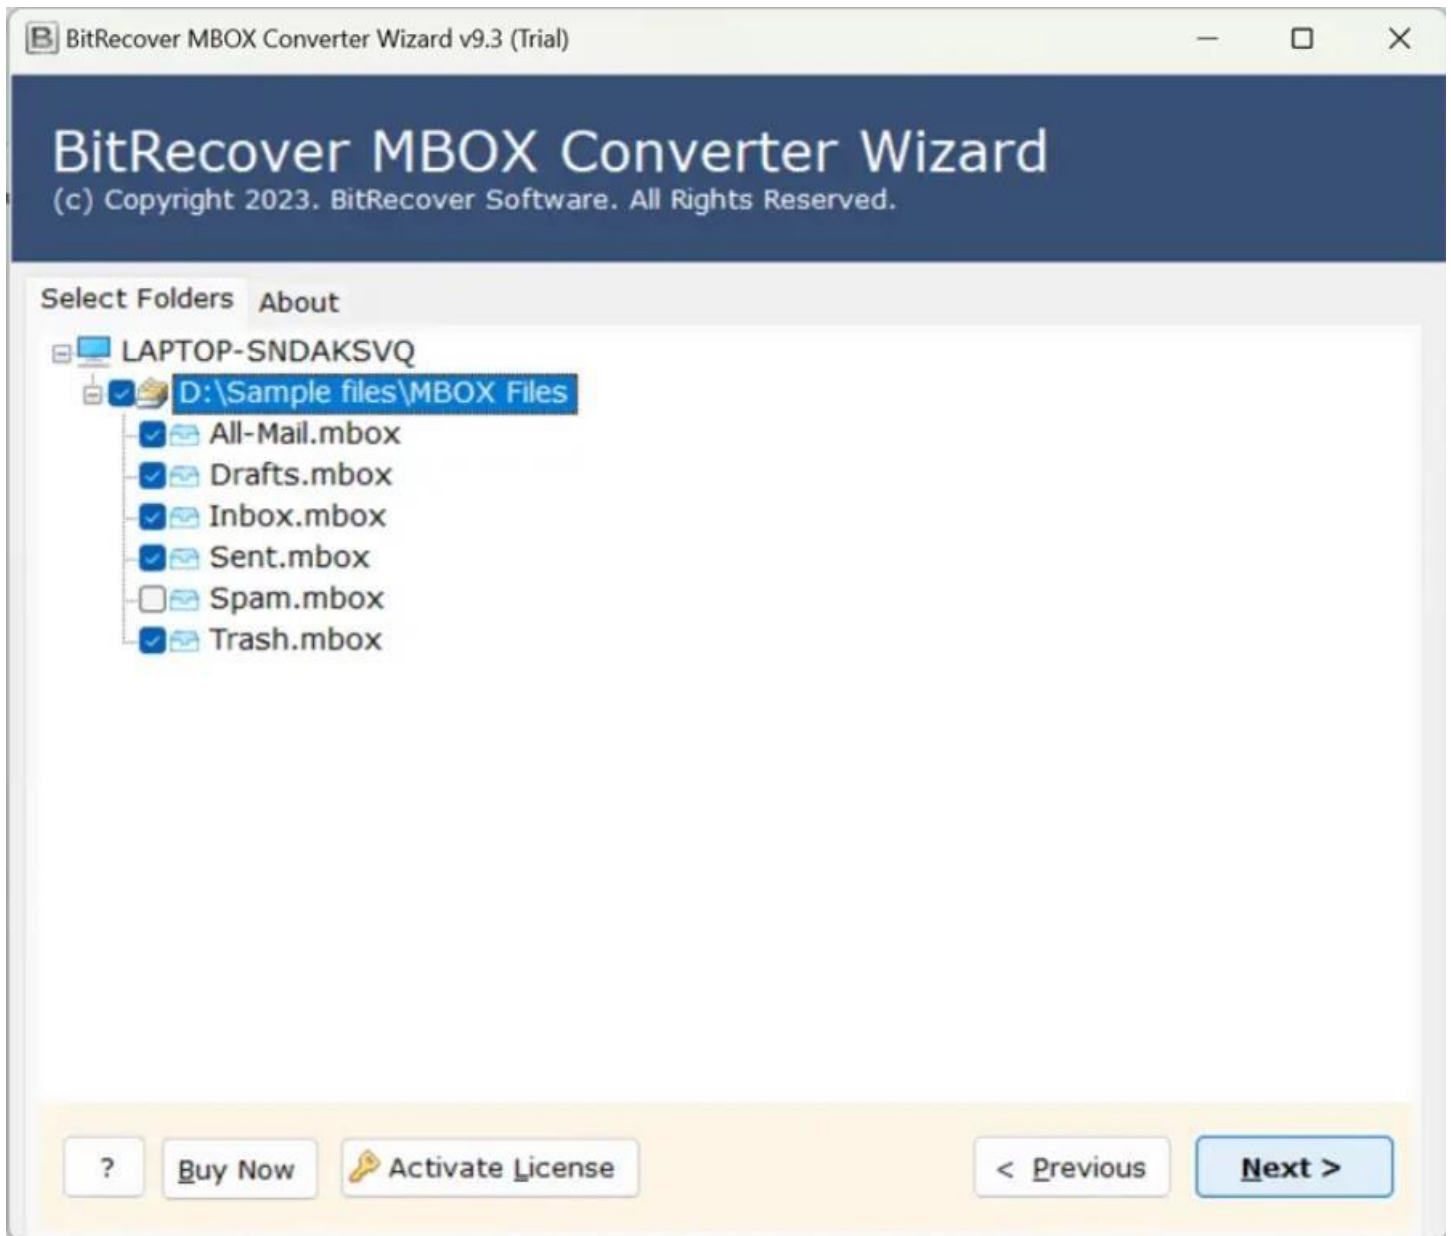 BitRecover MBOX Converter Wizard v9.3 (Trial)
BitRecover MBOX Converter Wizard
(c) Copyright 2023. BitRecover Software. All Rights Reserved.
Select Folders About
LAPTOP-SNDAKSVQ
D:\Sample files\MBOX Files
All-Mail.mbox
Drafts.mbox
Inbox.mbox
Sent.mbox
Spam.mbox
Trash.mbox
? Buy Now Activate License < Previous Next >